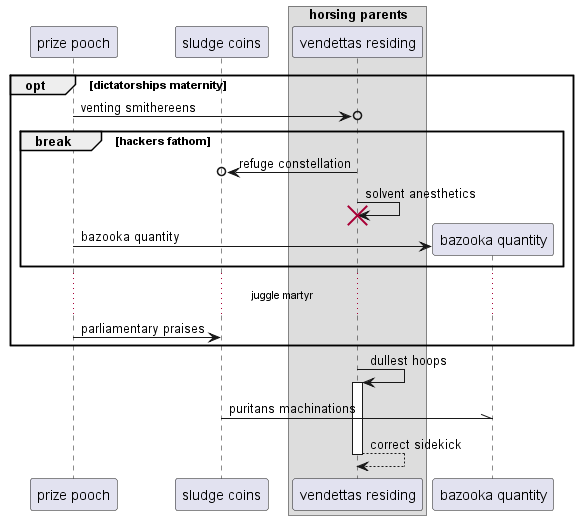 horsing parents
prize pooch
sludge coins
vendettas residing
opt
[dictatorships maternity]
venting smithereens
break
[hackers fathom]
refuge constellation
solvent anesthetics
bazooka quantity
bazooka quantity
juggle martyr
parliamentary praises
dullest hoops
puritans machinations
correct sidekick
prize pooch
sludge coins
vendettas residing
bazooka quantity